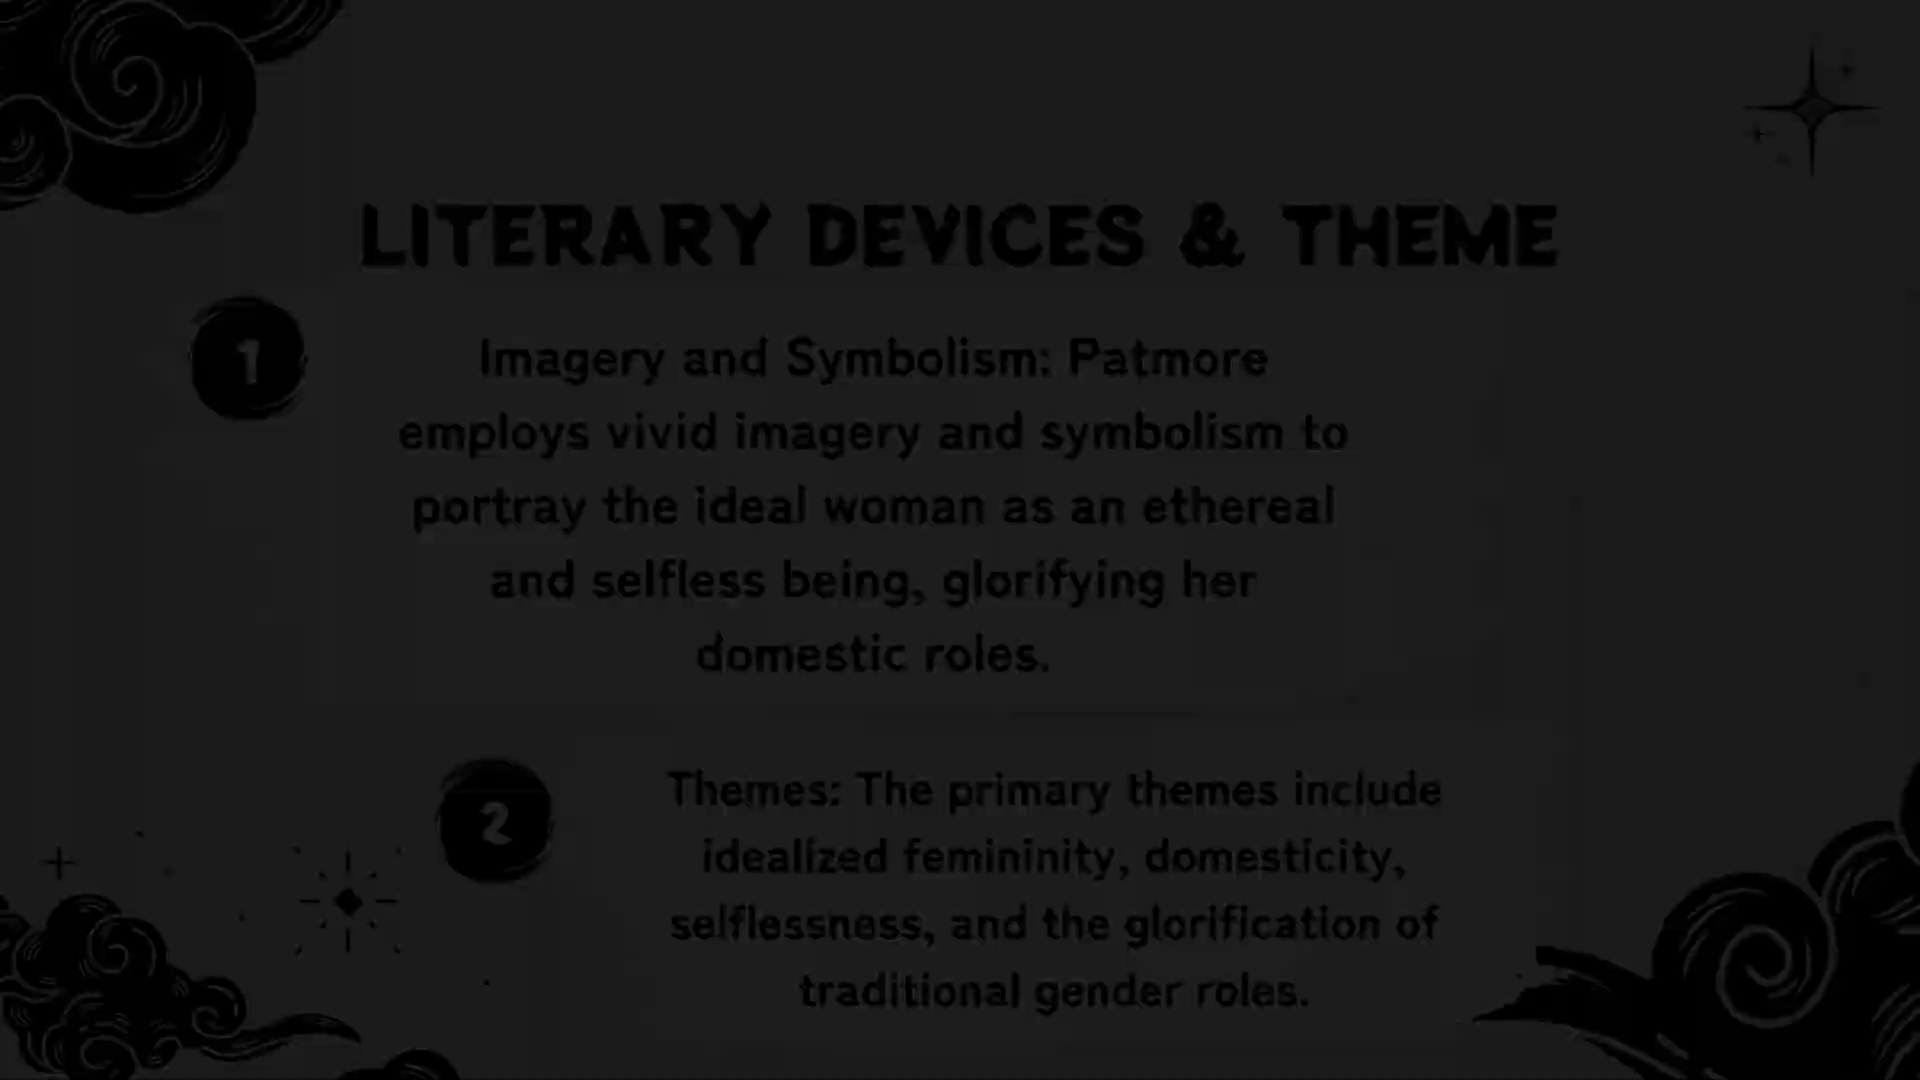 LITERARY DEVICES & THEME
1
Imagery and Symbolism: Patmore
employs vivid imagery and symbolism to
portray the ideal woman as an ethereal
and selfless being, glorifying her
domestic roles.
2
Themes: The primary themes include
idealized femininity, domesticity,
selflessness, and the glorification of
traditional gender roles.